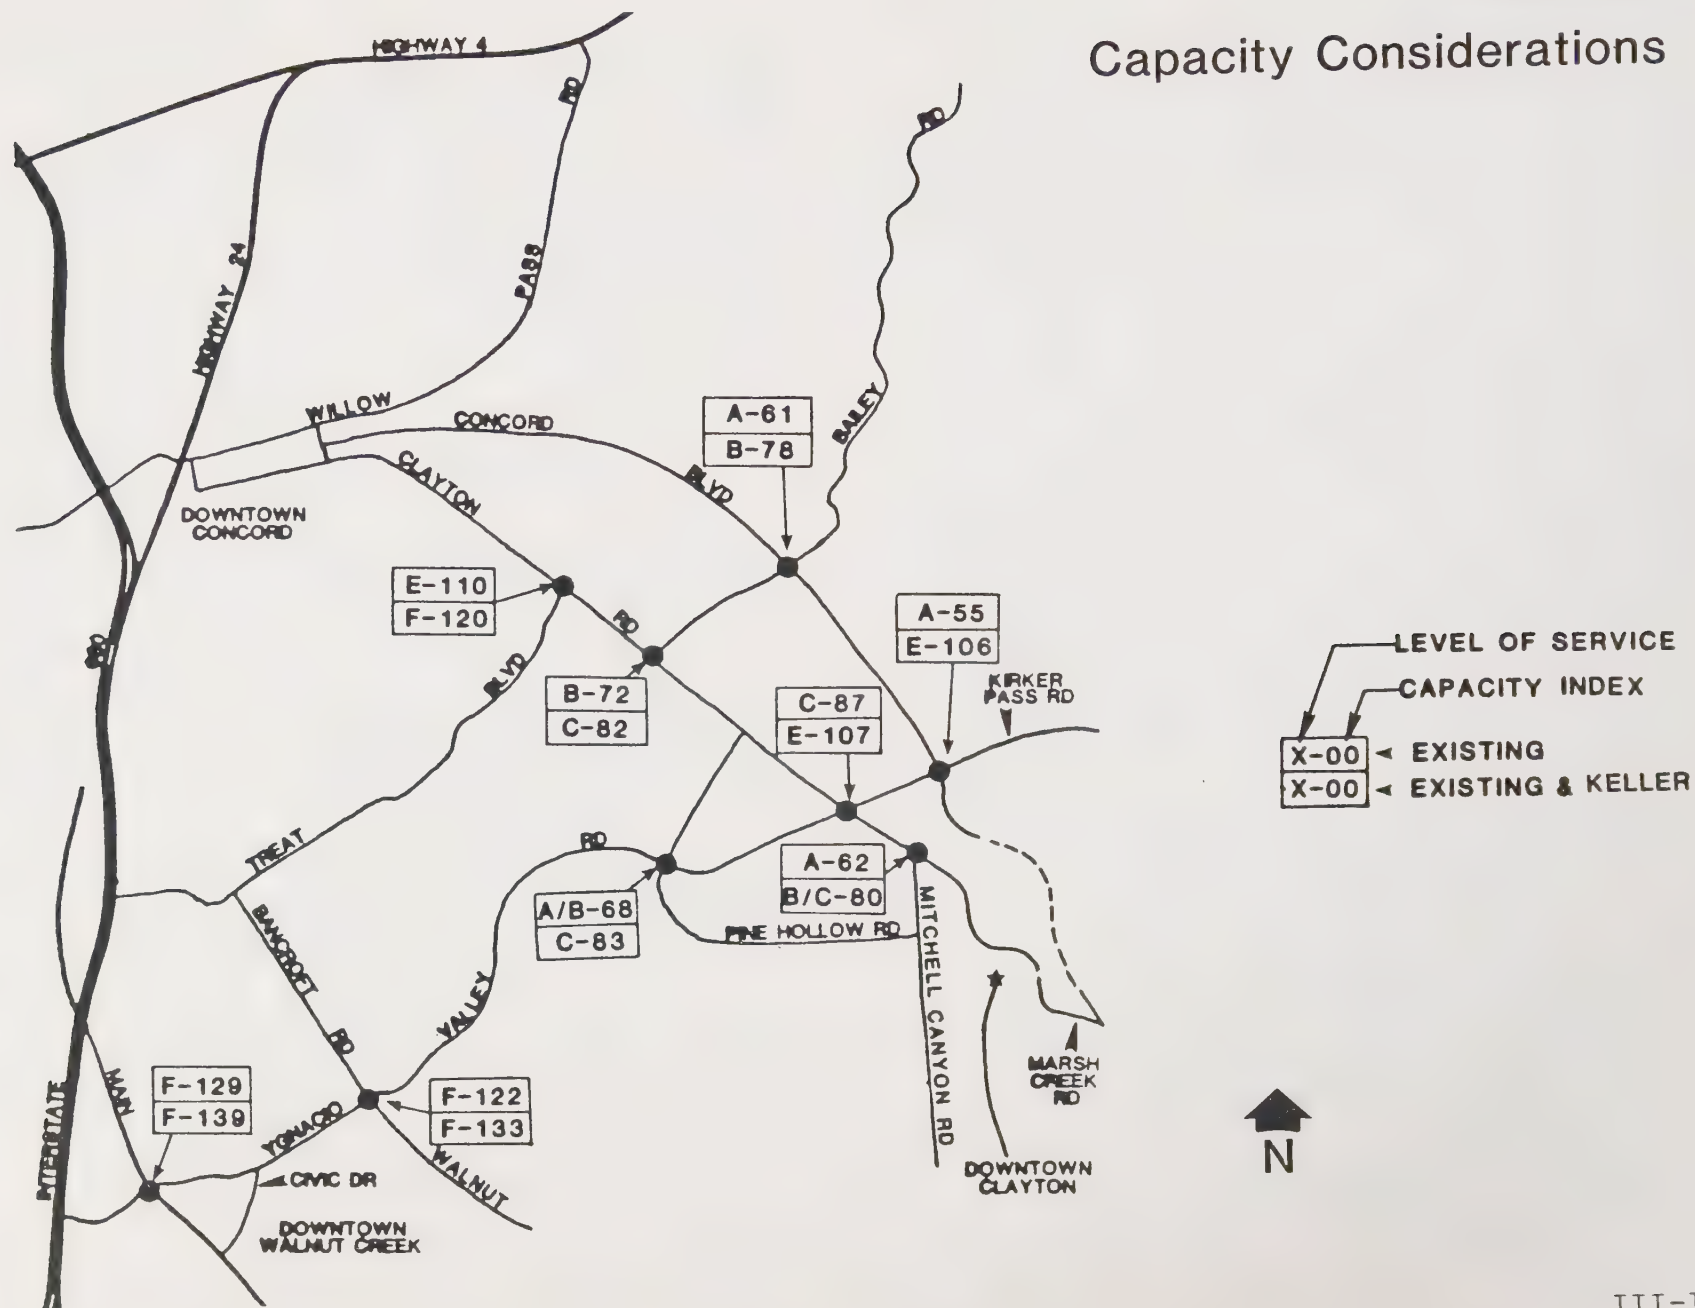 Capacity Considerations
HIGHWAY 4
RD
RD
HIGHWAY 24
PASS
WILLOW
CONCORD
BLVD
BAILEY
A-61
B-78
CLAYTON
DOWNTOWN
CONCORD
E-110
F-120
RD
A-55
E-106
LEVEL OF SERVICE
CAPACITY INDEX
X-00
EXISTING
X-00
EXISTING & KELLER
KIRKER
PASS RD
BLVD
B-72
C-82
C-87
E-107
TREAT
RD
A-62
B/C-80
A/B-68
C-83
PINE HOLLOW RD
BANCROFT
RD
VALLEY
MITCHELL CANYON RD
MARSH
CREEK
RD
INTERSTATE
MAIN
F-129
F-139
YGNACIO
F-122
F-133
WALNUT
CIVIC DR
DOWNTOWN
WALNUT CREEK
DOWNTOWN
CLAYTON
N